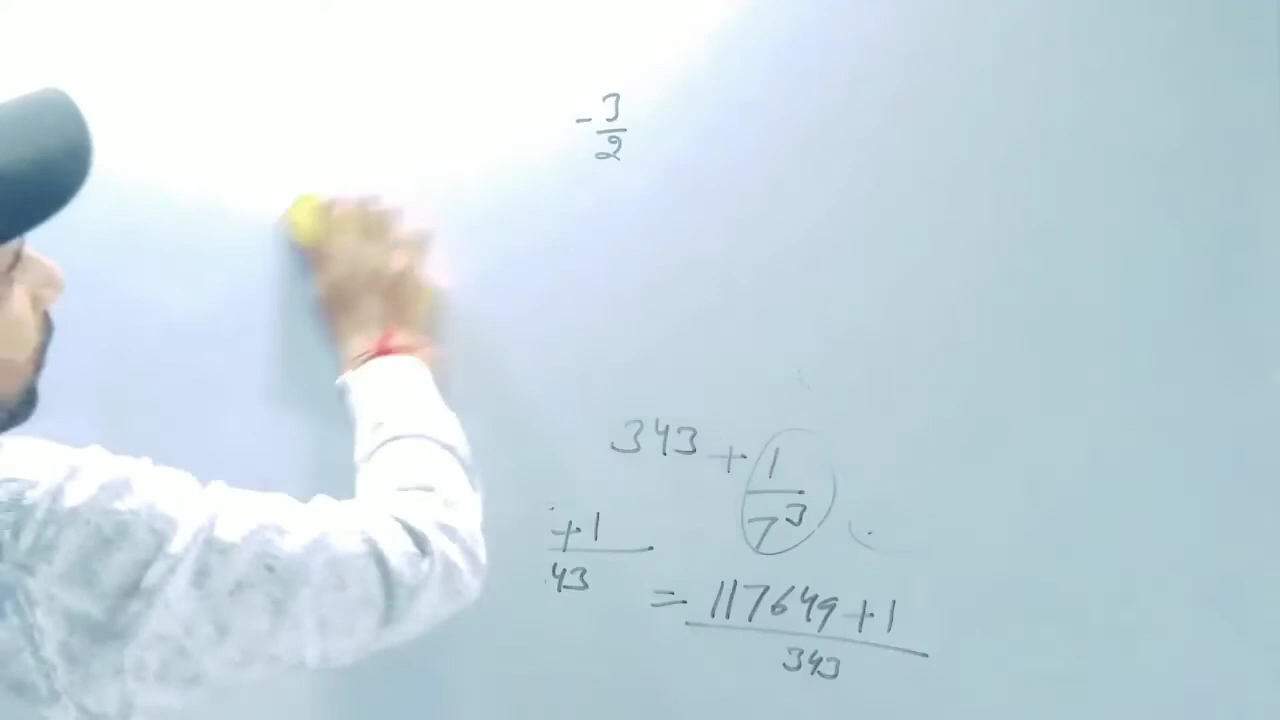 -3/2
343 + 1/7³
+1/43
= 117649 + 1/343